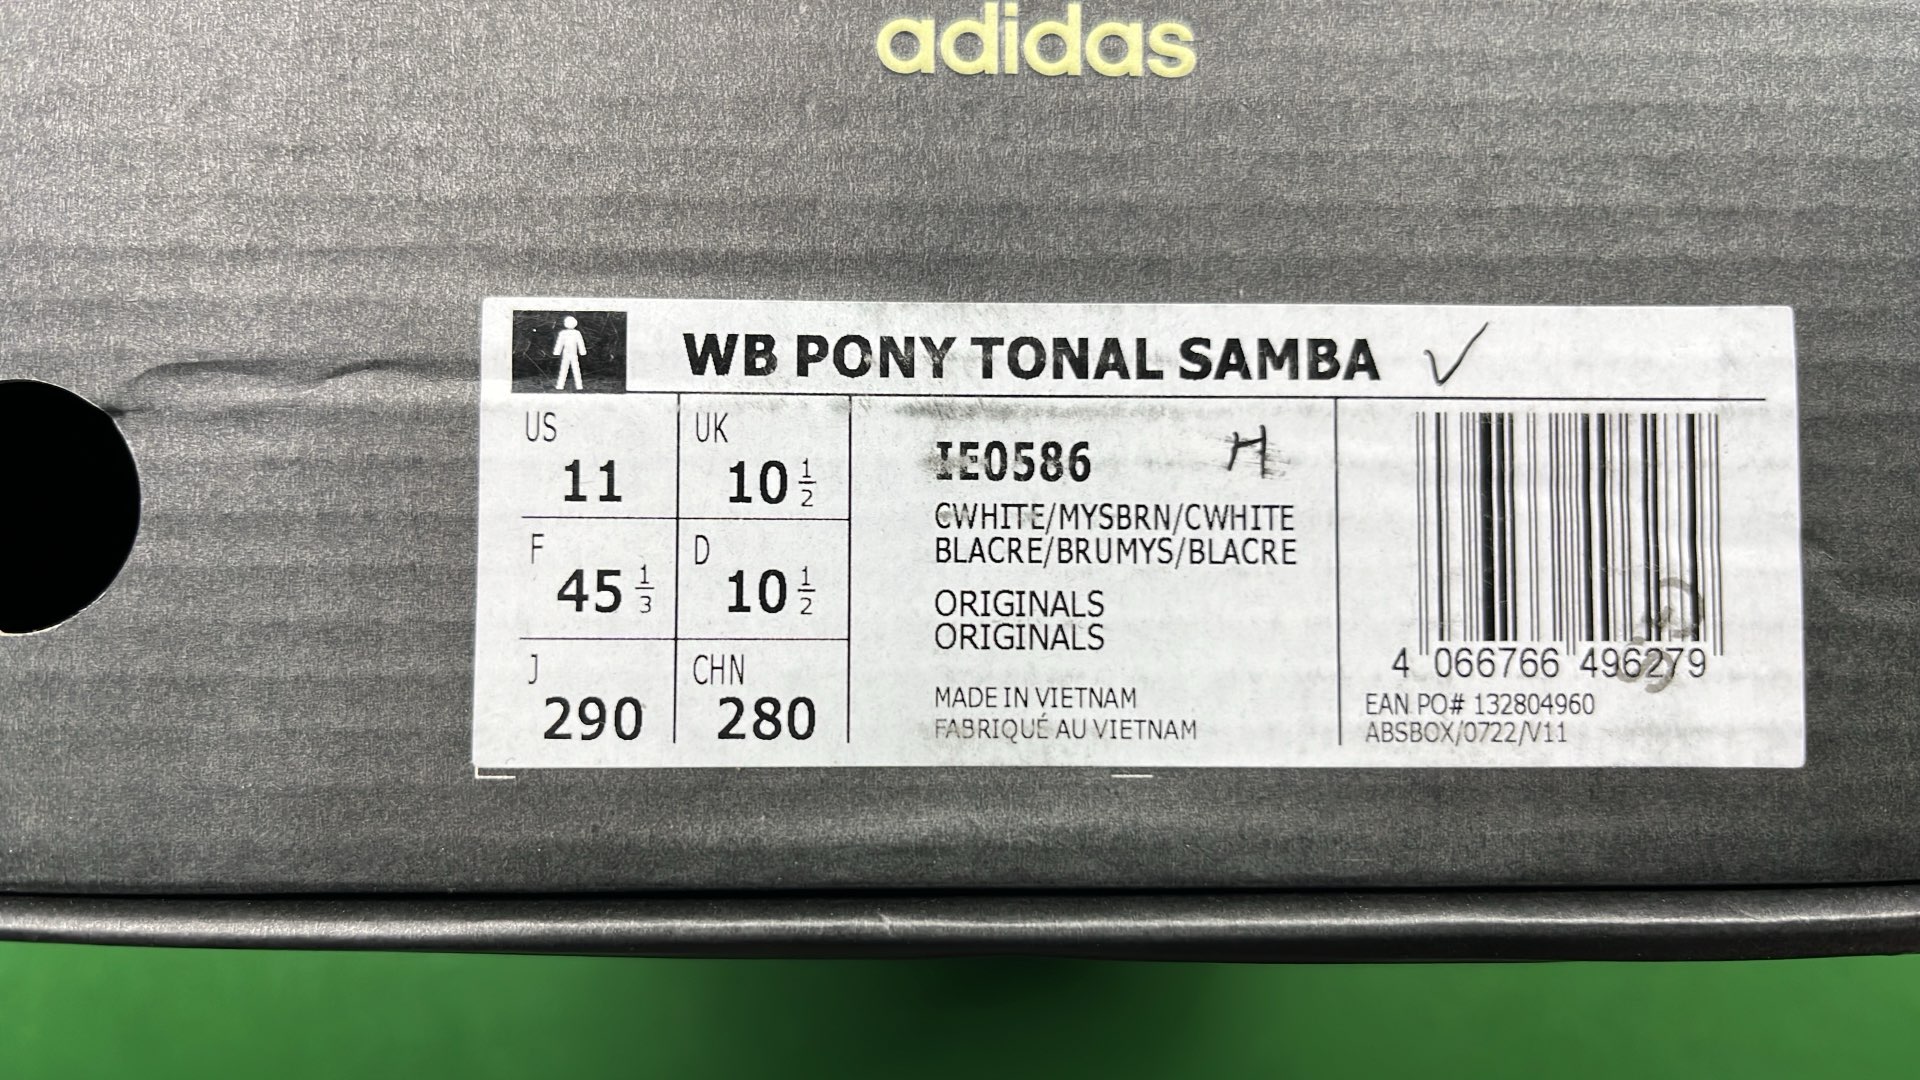 adidas
WB PONY TONAL SAMBA
US
11
UK
10 1/2
F
45 1/3
D
10 1/2
J
290
CHN
280
IE0586
CWHITE/MYSBRN/CWHITE
BLACRE/BRUMYS/BLACRE
ORIGINALS
ORIGINALS
MADE IN VIETNAM
FABRIQUÉ AU VIETNAM
4 066766 496279
EAN PO# 132804960
ABSBOX/0722/V11